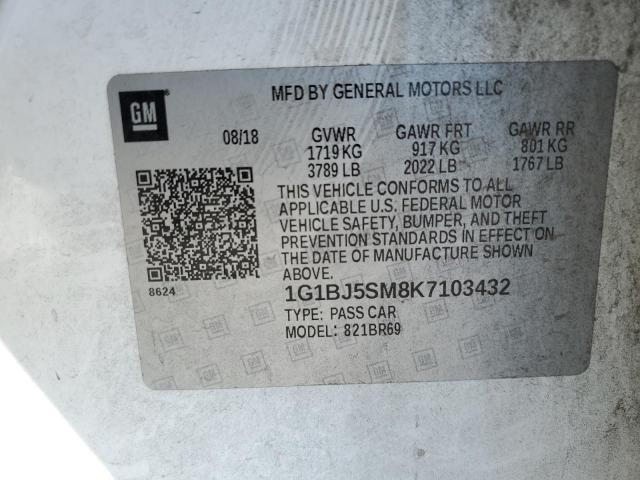 GM
MFD BY GENERAL MOTORS LLC
08/18 GVWR GAWR FRT GAWR RR
1719 KG 917 KG 801 KG
3789 LB 2022 LB 1767 LB
THIS VEHICLE CONFORMS TO ALL
APPLICABLE U.S. FEDERAL MOTOR
VEHICLE SAFETY, BUMPER, AND THEFT
PREVENTION STANDARDS IN EFFECT ON
THE DATE OF MANUFACTURE SHOWN
ABOVE.
8624
1G1BJ5SM8K7103432
TYPE: PASS CAR
MODEL: 821BR69